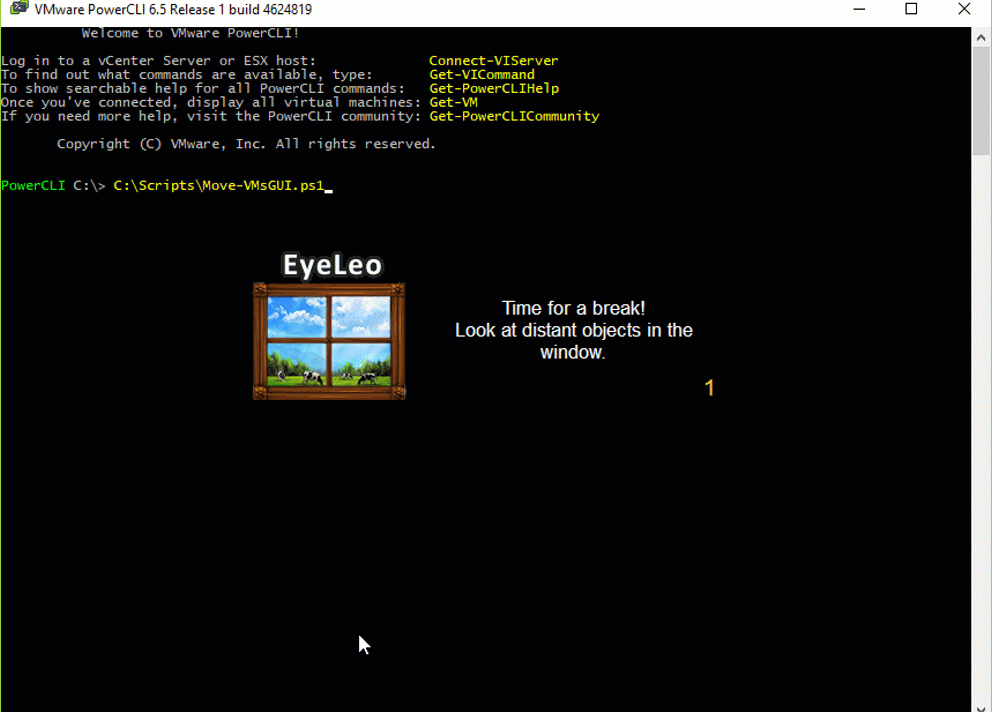 VMware PowerCLI 6.5 Release 1 build 4624819
Welcome to VMware PowerCLI!
Log in to a vCenter Server or ESX host: Connect-VIServer
To find out what commands are available, type: Get-VICommand
To show searchable help for all PowerCLI commands: Get-PowerCLIHelp
Once you've connected, display all virtual machines: Get-VM
If you need more help, visit the PowerCLI community: Get-PowerCLICommunity
Copyright (C) VMware, Inc. All rights reserved.
PowerCLI C:\> C:\Scripts\Move-VMsGUI.ps1
EyeLeo
Time for a break!
Look at distant objects in the
window.
1